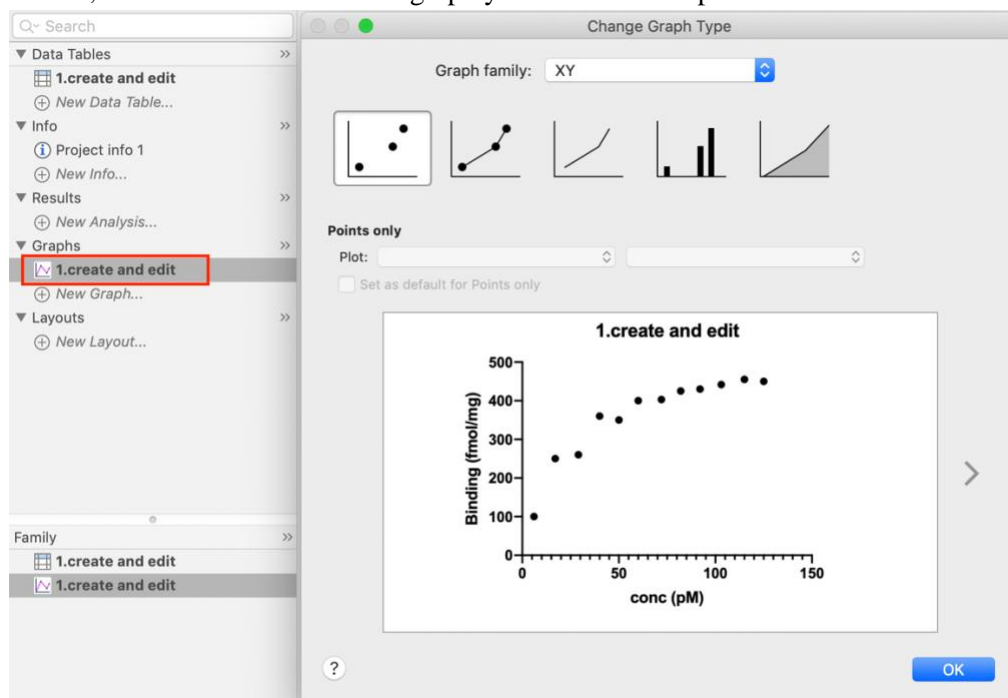 Search
Data Tables
1.create and edit
New Data Table...
Info
Project info 1
New Info...
Results
New Analysis...
Graphs
1.create and edit
New Graph...
Layouts
New Layout...
Family
1.create and edit
1.create and edit
Change Graph Type
Graph family: XY
Points only
Plot:
Set as default for Points only
1.create and edit
Binding (fmol/mg)
500
400
300
200
100
0
0 50 100 150
conc (pM)
?
OK